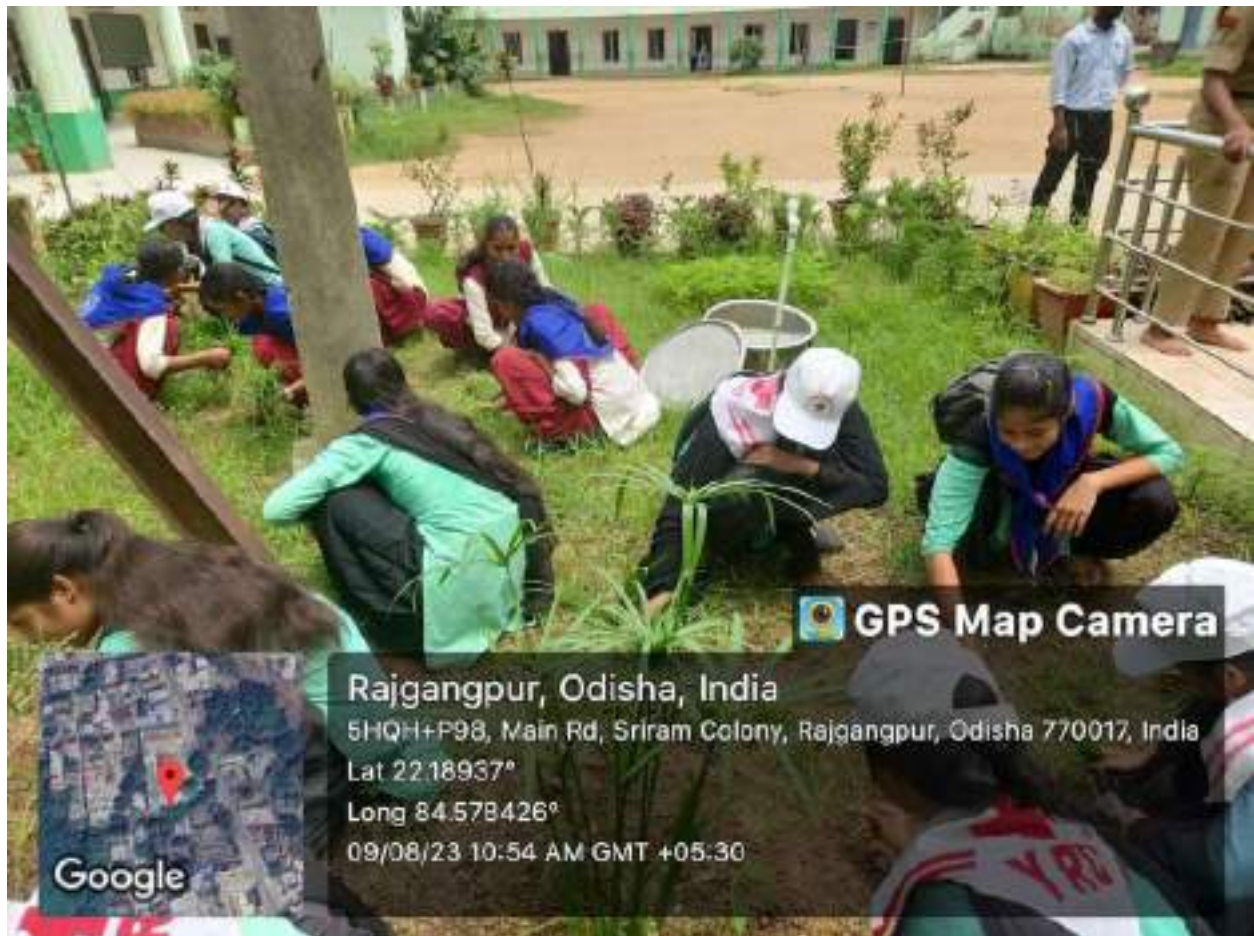 GPS Map Camera
Rajgangpur, Odisha, India
5HQH+P98, Main Rd, Sriram Colony, Rajgangpur, Odisha 770017, India
Lat 22.18937°
Long 84.578426°
09/08/23 10:54 AM GMT +05:30
Google
YRC